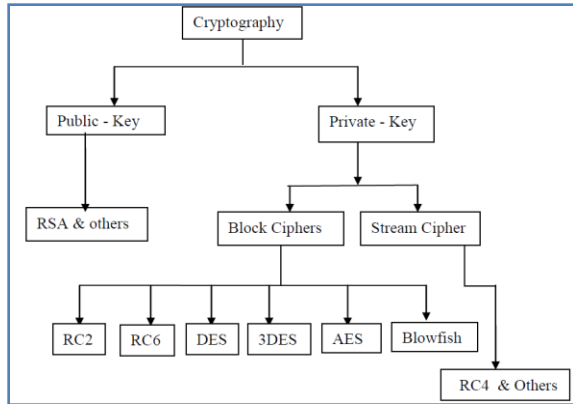 Cryptography
Public - Key
Private - Key
RSA & others
Block Ciphers
Stream Cipher
RC2
RC6
DES
3DES
AES
Blowfish
RC4 & Others